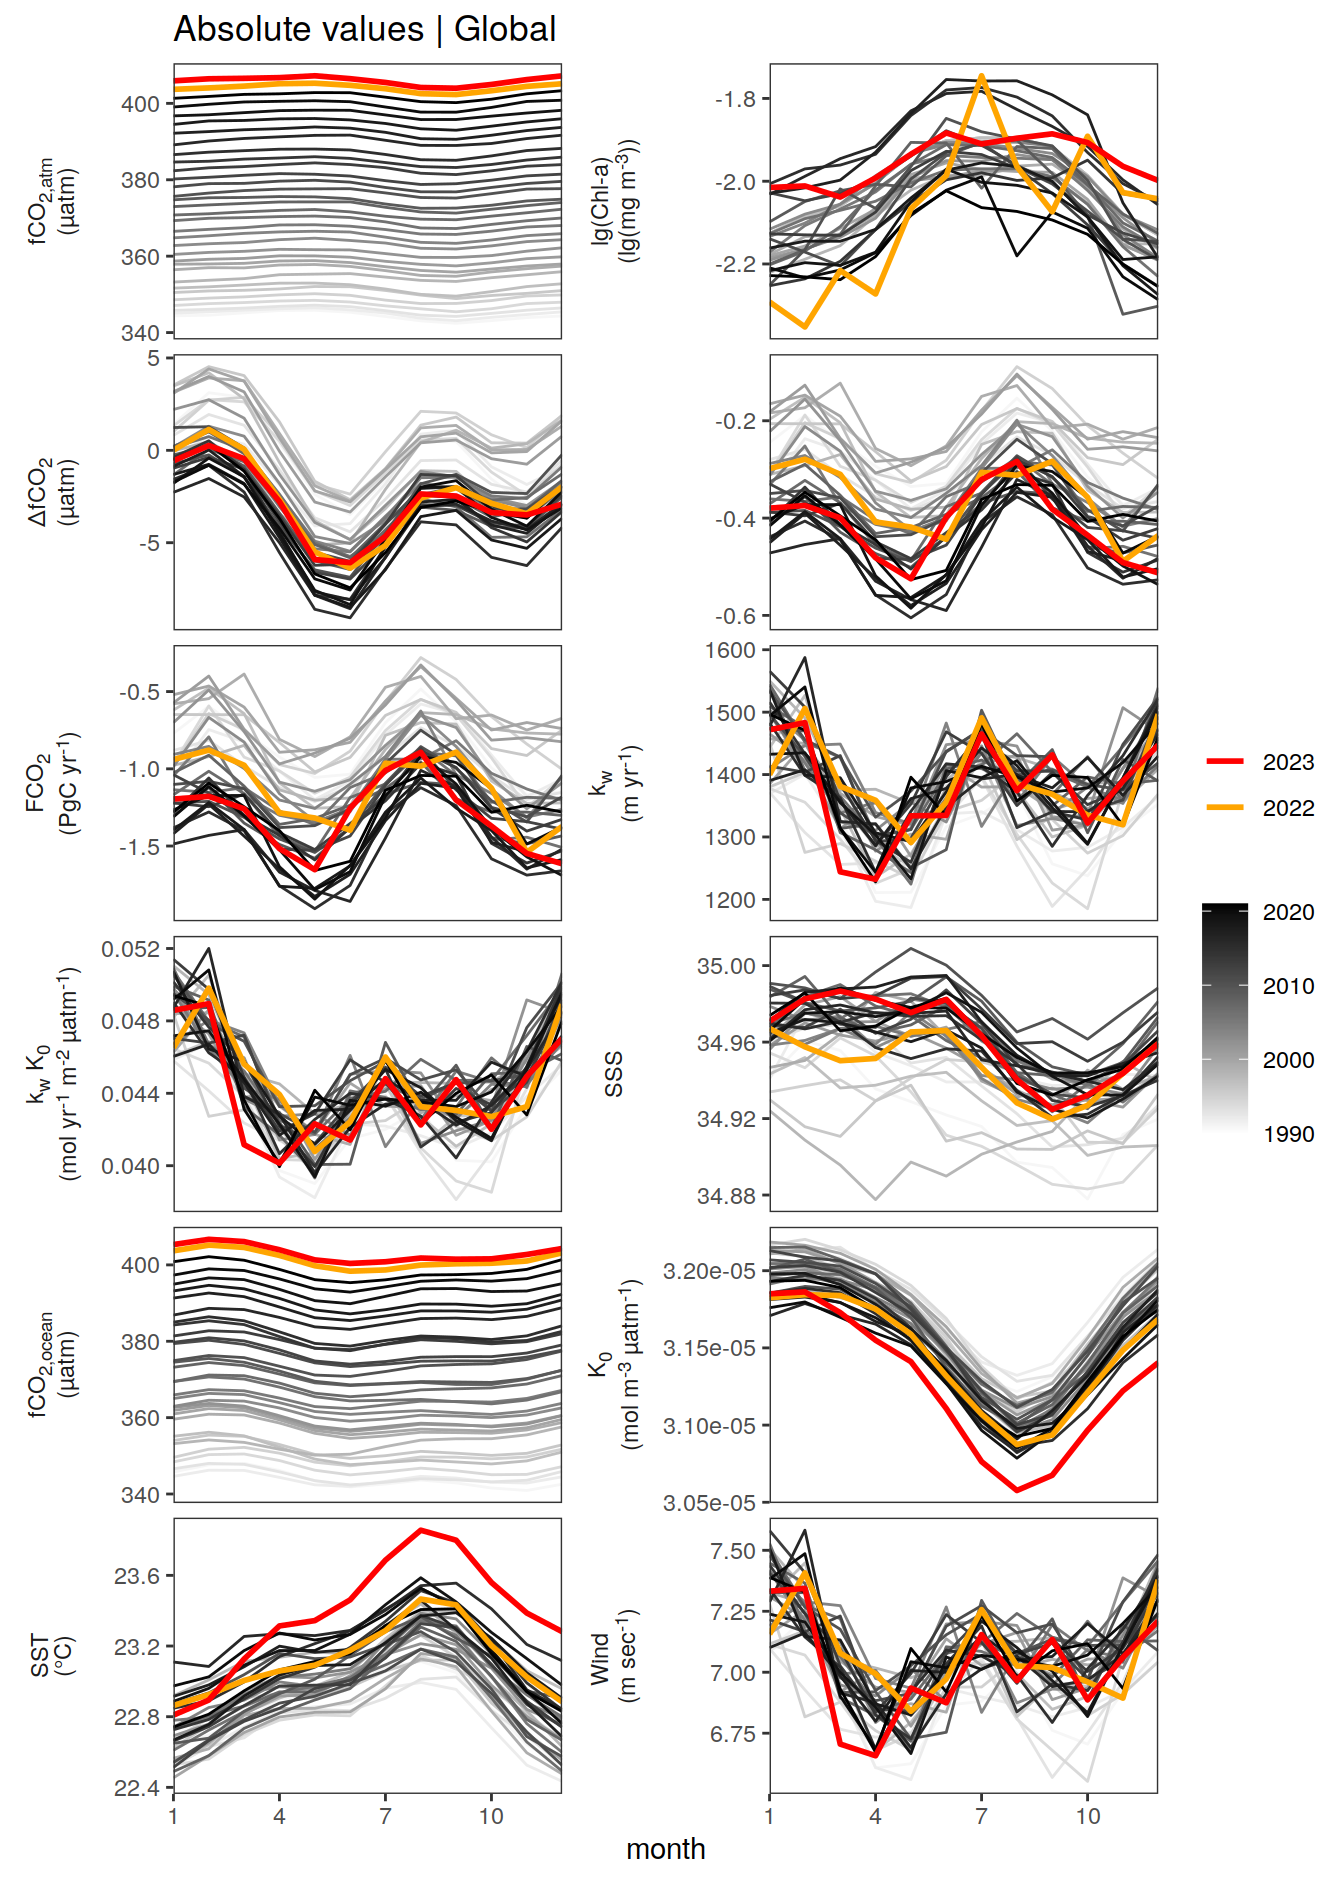 Absolute values | Global
fCO2,atm
(µatm)
400
380
360
340
lg(Chl-a)
(lg(mg m-3))
-1.8
-2.0
-2.2
ΔfCO2
(µatm)
5
0
-5
-0.2
-0.4
-0.6
FCO2
(PgC yr-1)
-0.5
-1.0
-1.5
kw
(m yr-1)
1600
1500
1400
1300
1200
kw K0
(mol yr-1 m-2 µatm-1)
0.052
0.048
0.044
0.040
SSS
35.00
34.96
34.92
34.88
fCO2,ocean
(µatm)
400
380
360
340
K0
(mol m-3 µatm-1)
3.20e-05
3.15e-05
3.10e-05
3.05e-05
SST
(°C)
23.6
23.2
22.8
22.4
Wind
(m sec-1)
7.50
7.25
7.00
6.75
1 4 7 10
1 4 7 10
month
2023
2022
2020
2010
2000
1990